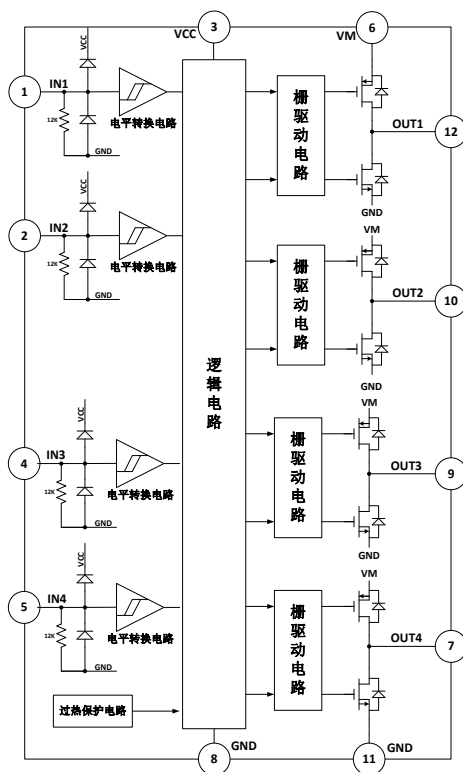 VCC
3
VM
6
1
IN1
VCC
12K
GND
电平转换电路
栅驱动电路
OUT1
12
GND
2
IN2
VCC
12K
GND
电平转换电路
VM
栅驱动电路
OUT2
10
GND
逻辑电路
4
IN3
VCC
12K
GND
电平转换电路
VM
栅驱动电路
OUT3
9
GND
5
IN4
VCC
12K
GND
电平转换电路
VM
栅驱动电路
OUT4
7
过热保护电路
8
GND
11
GND